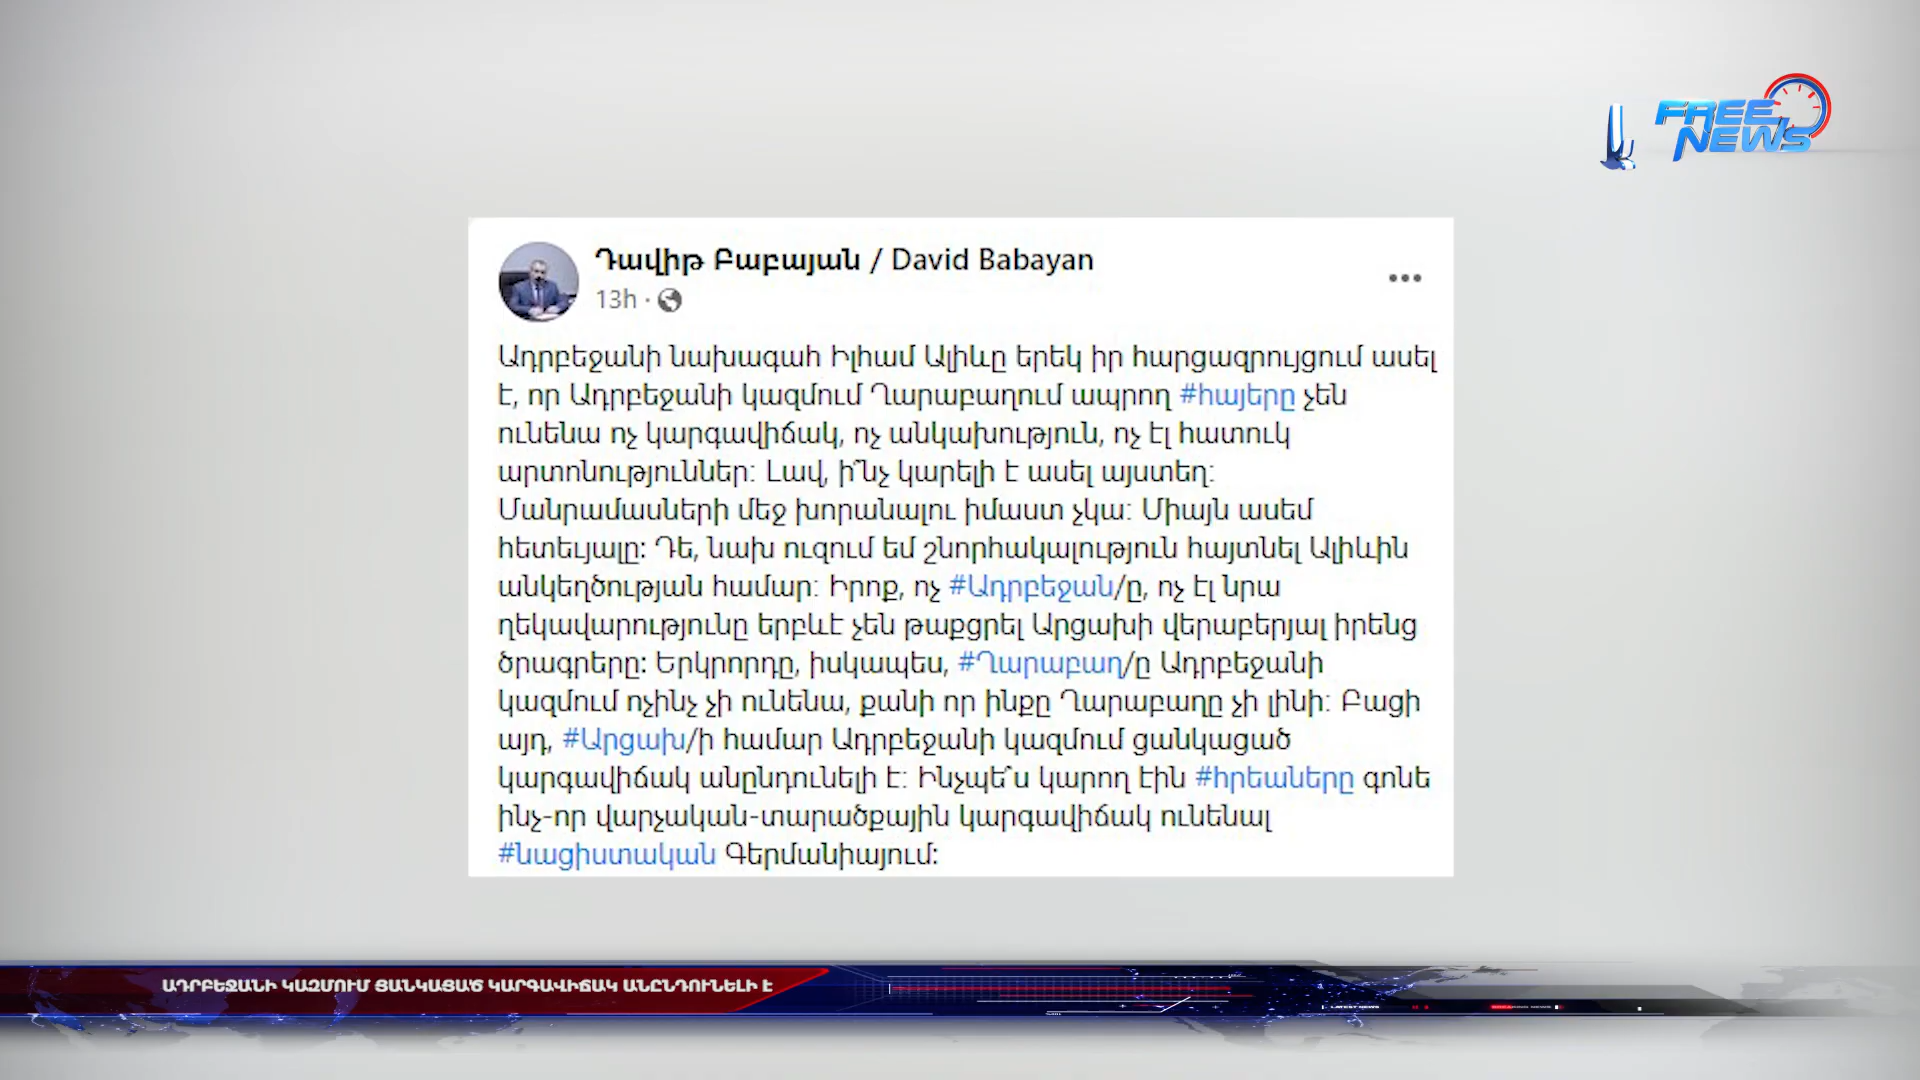 FREE
NEWS
Դավիթ Բաբայան / David Babayan
13h ·
Ադրբեջանի նախագահ Իլհամ Ալիևը երեկ իր հարցազրույցում ասել
է, որ Ադրբեջանի կազմում Ղարաբաղում ապրող #հայերը չեն
ունենա ոչ կարգավիճակ, ոչ անկախություն, ոչ էլ հատուկ
արտոնություններ։ Լավ, ի՞նչ կարելի է ասել այստեղ։
Մանրամասների մեջ խորանալու իմաստ չկա։ Միայն ասեմ
հետեւյալը: Դե, նախ ուզում եմ շնորհակալություն հայտնել Ալիևին
անկեղծության համար։ Իրոք, ոչ #Ադրբեջան/ը, ոչ էլ նրա
ղեկավարությունը երբևէ չեն թաքցրել Արցախի վերաբերյալ իրենց
ծրագրերը: Երկրորդը, իսկապես, #Ղարաբաղ/ը Ադրբեջանի
կազմում ոչինչ չի ունենա, քանի որ ինքը Ղարաբաղը չի լինի։ Բացի
այդ, #Արցախ/ի համար Ադրբեջանի կազմում ցանկացած
կարգավիճակ անընդունելի է։ Ինչպե՞ս կարող էին #հրեաները գոնե
ինչ-որ վարչական-տարածքային կարգավիճակ ունենալ
#նացիստական Գերմանիայում:
ԱԴՐԲԵՋԱՆԻ ԿԱԶՄՈՒՄ ՑԱՆԿԱՑԱԾ ԿԱՐԳԱՎԻՃԱԿ ԱՆԸՆԴՈՒՆԵԼԻ Է
LATEST NEWS